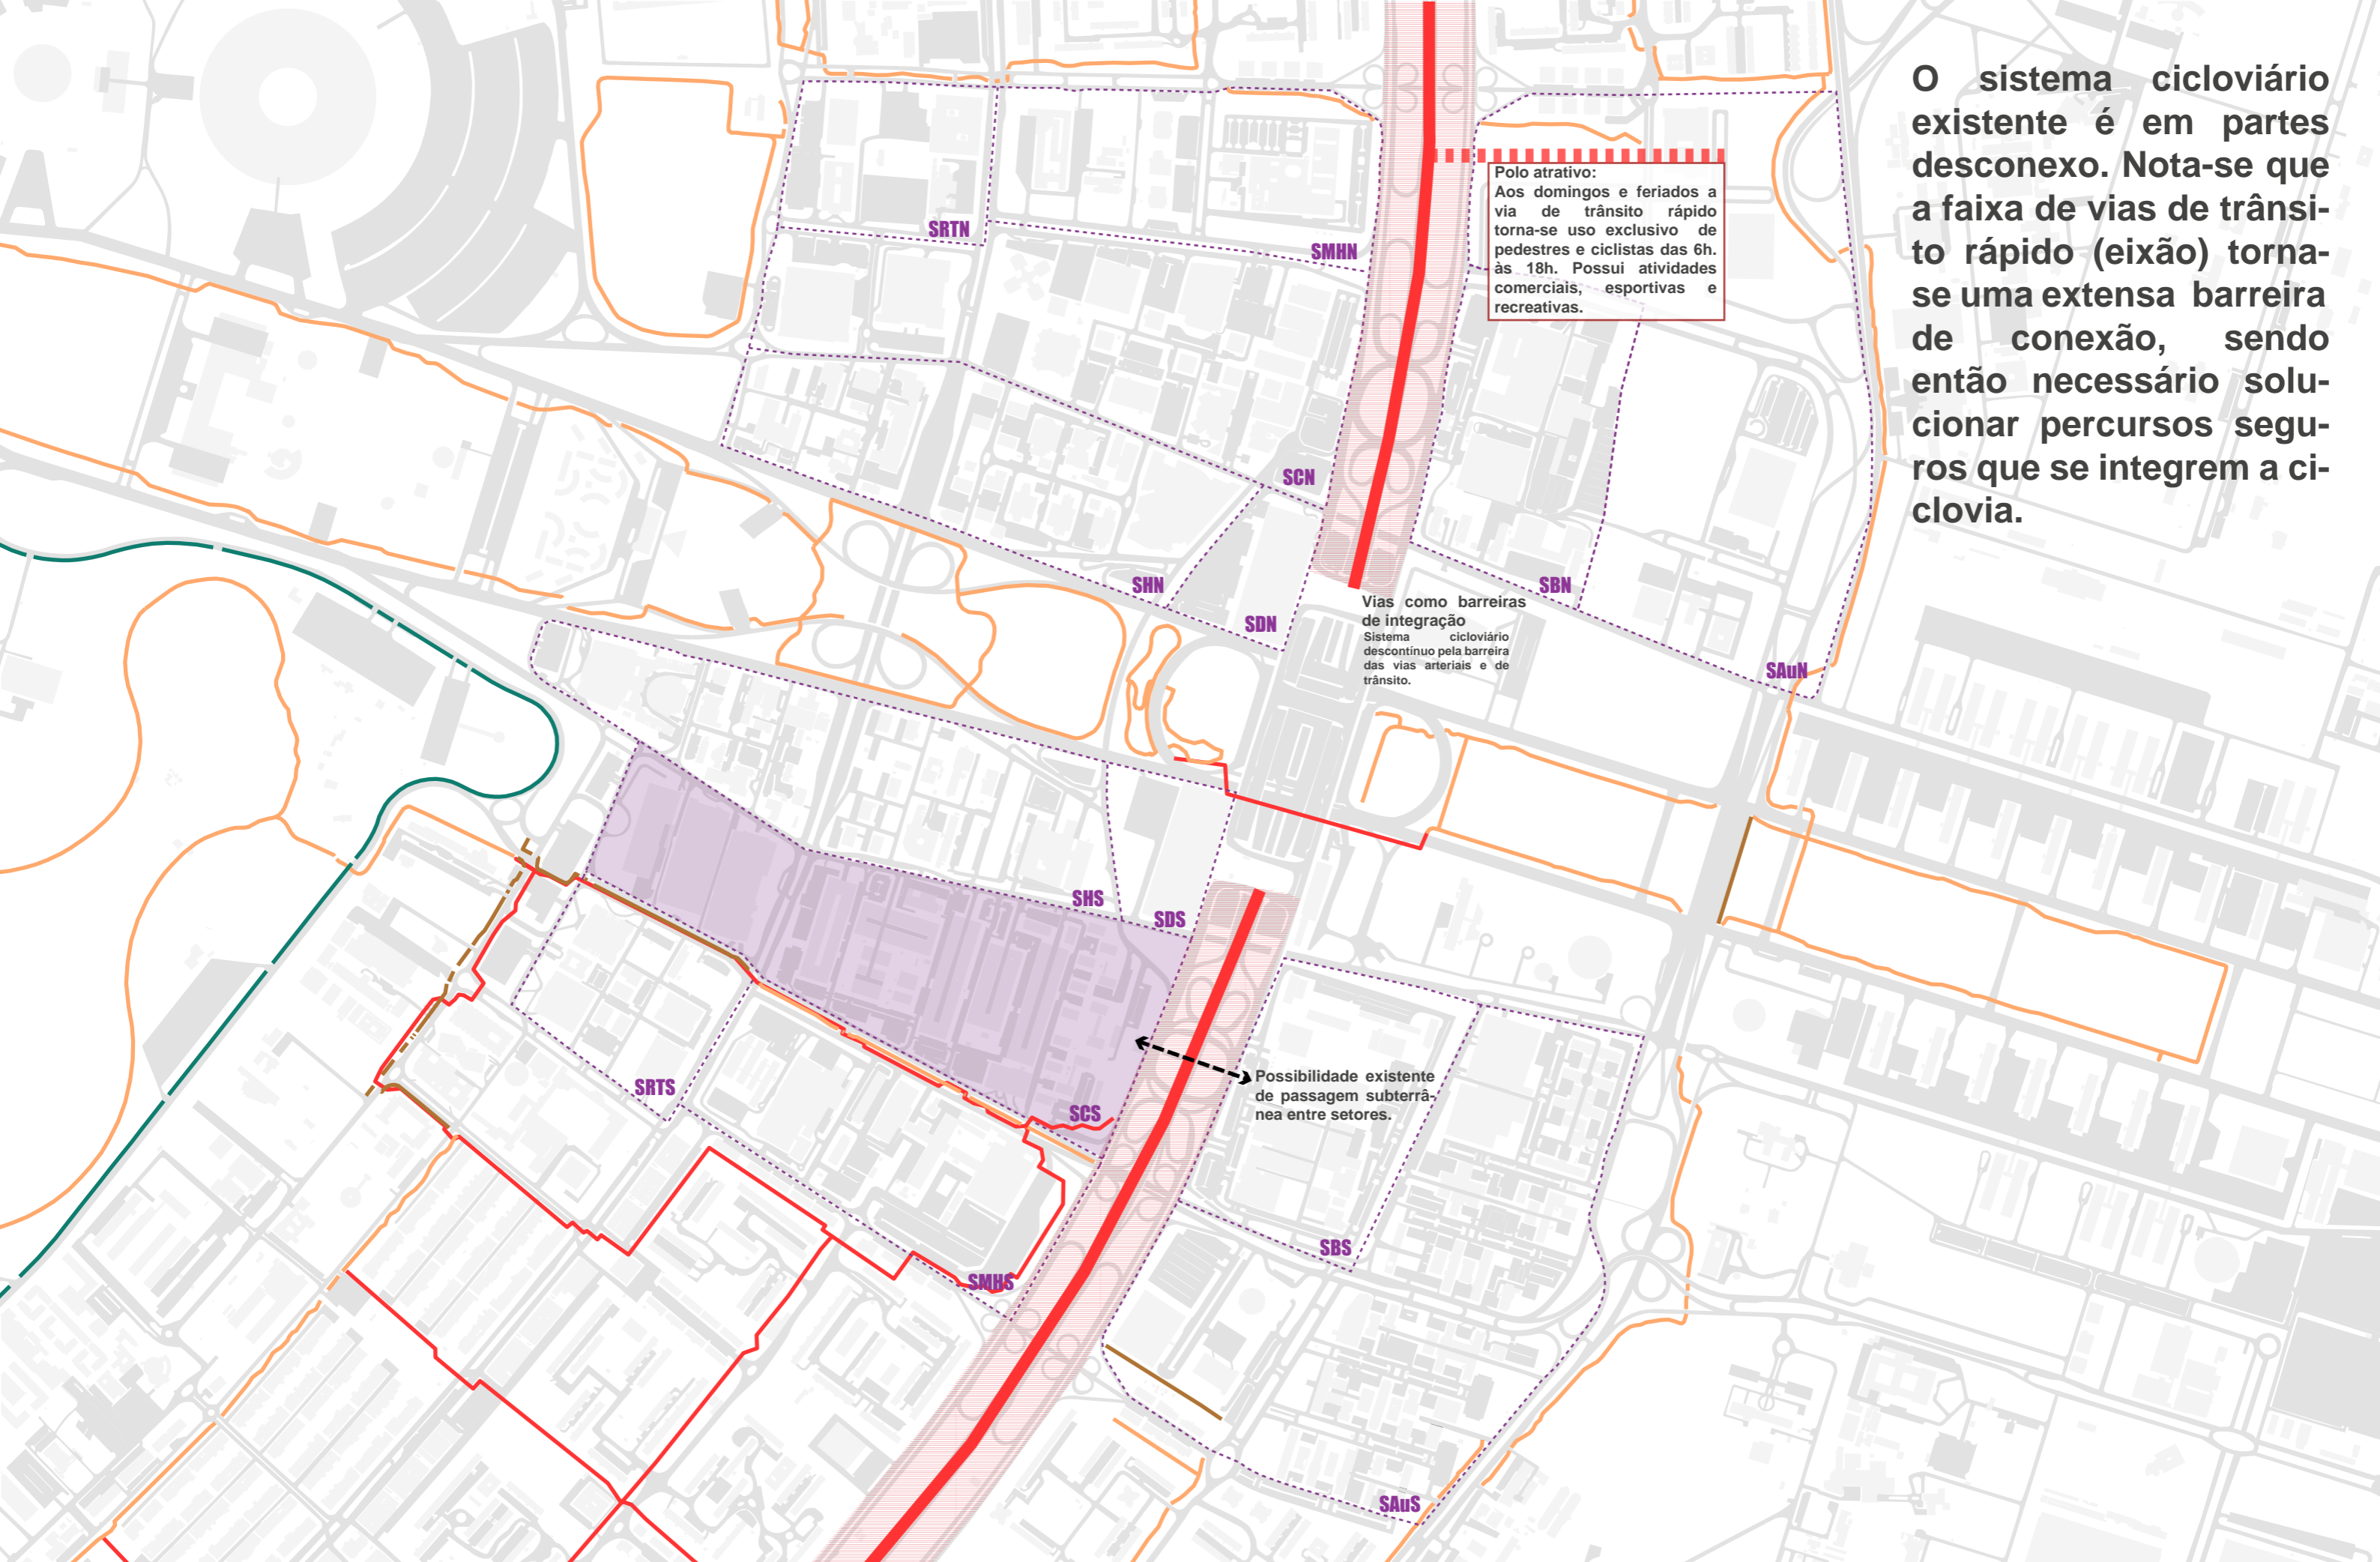 O sistema cicloviário
existente é em partes
desconexo. Nota-se que
a faixa de vias de trânsi-
to rápido (eixão) torna-
se uma extensa barreira
de conexão, sendo
então necessário solu-
cionar percursos segu-
ros que se integrem a ci-
clovia.
Polo atrativo:
Aos domingos e feriados a
via de trânsito rápido
torna-se uso exclusivo de
pedestres e ciclistas das 6h.
às 18h. Possui atividades
comerciais, esportivas e
recreativas.
SRTN
SMHN
SCN
SHN
SBN
SDN
Vias como barreiras
de integração
Sistema cicloviário
descontínuo pela barreira
das vias arteriais e de
trânsito.
SAuN
SHS
SDS
SRTS
SCS
Possibilidade existente
de passagem subterrâ-
nea entre setores.
SBS
SMHS
SAuS